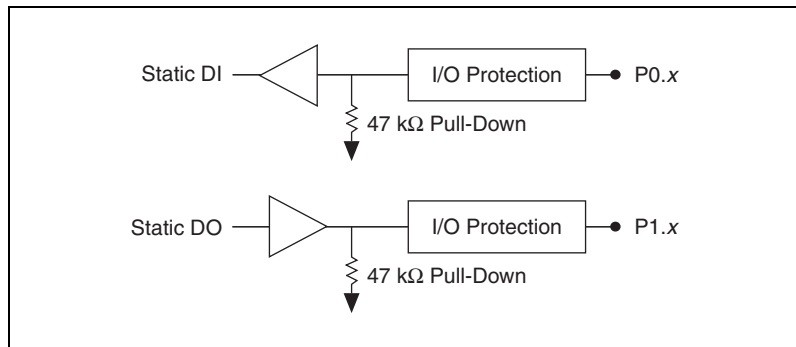 Static DI
I/O Protection
P0.x
47 kΩ Pull-Down
Static DO
I/O Protection
P1.x
47 kΩ Pull-Down